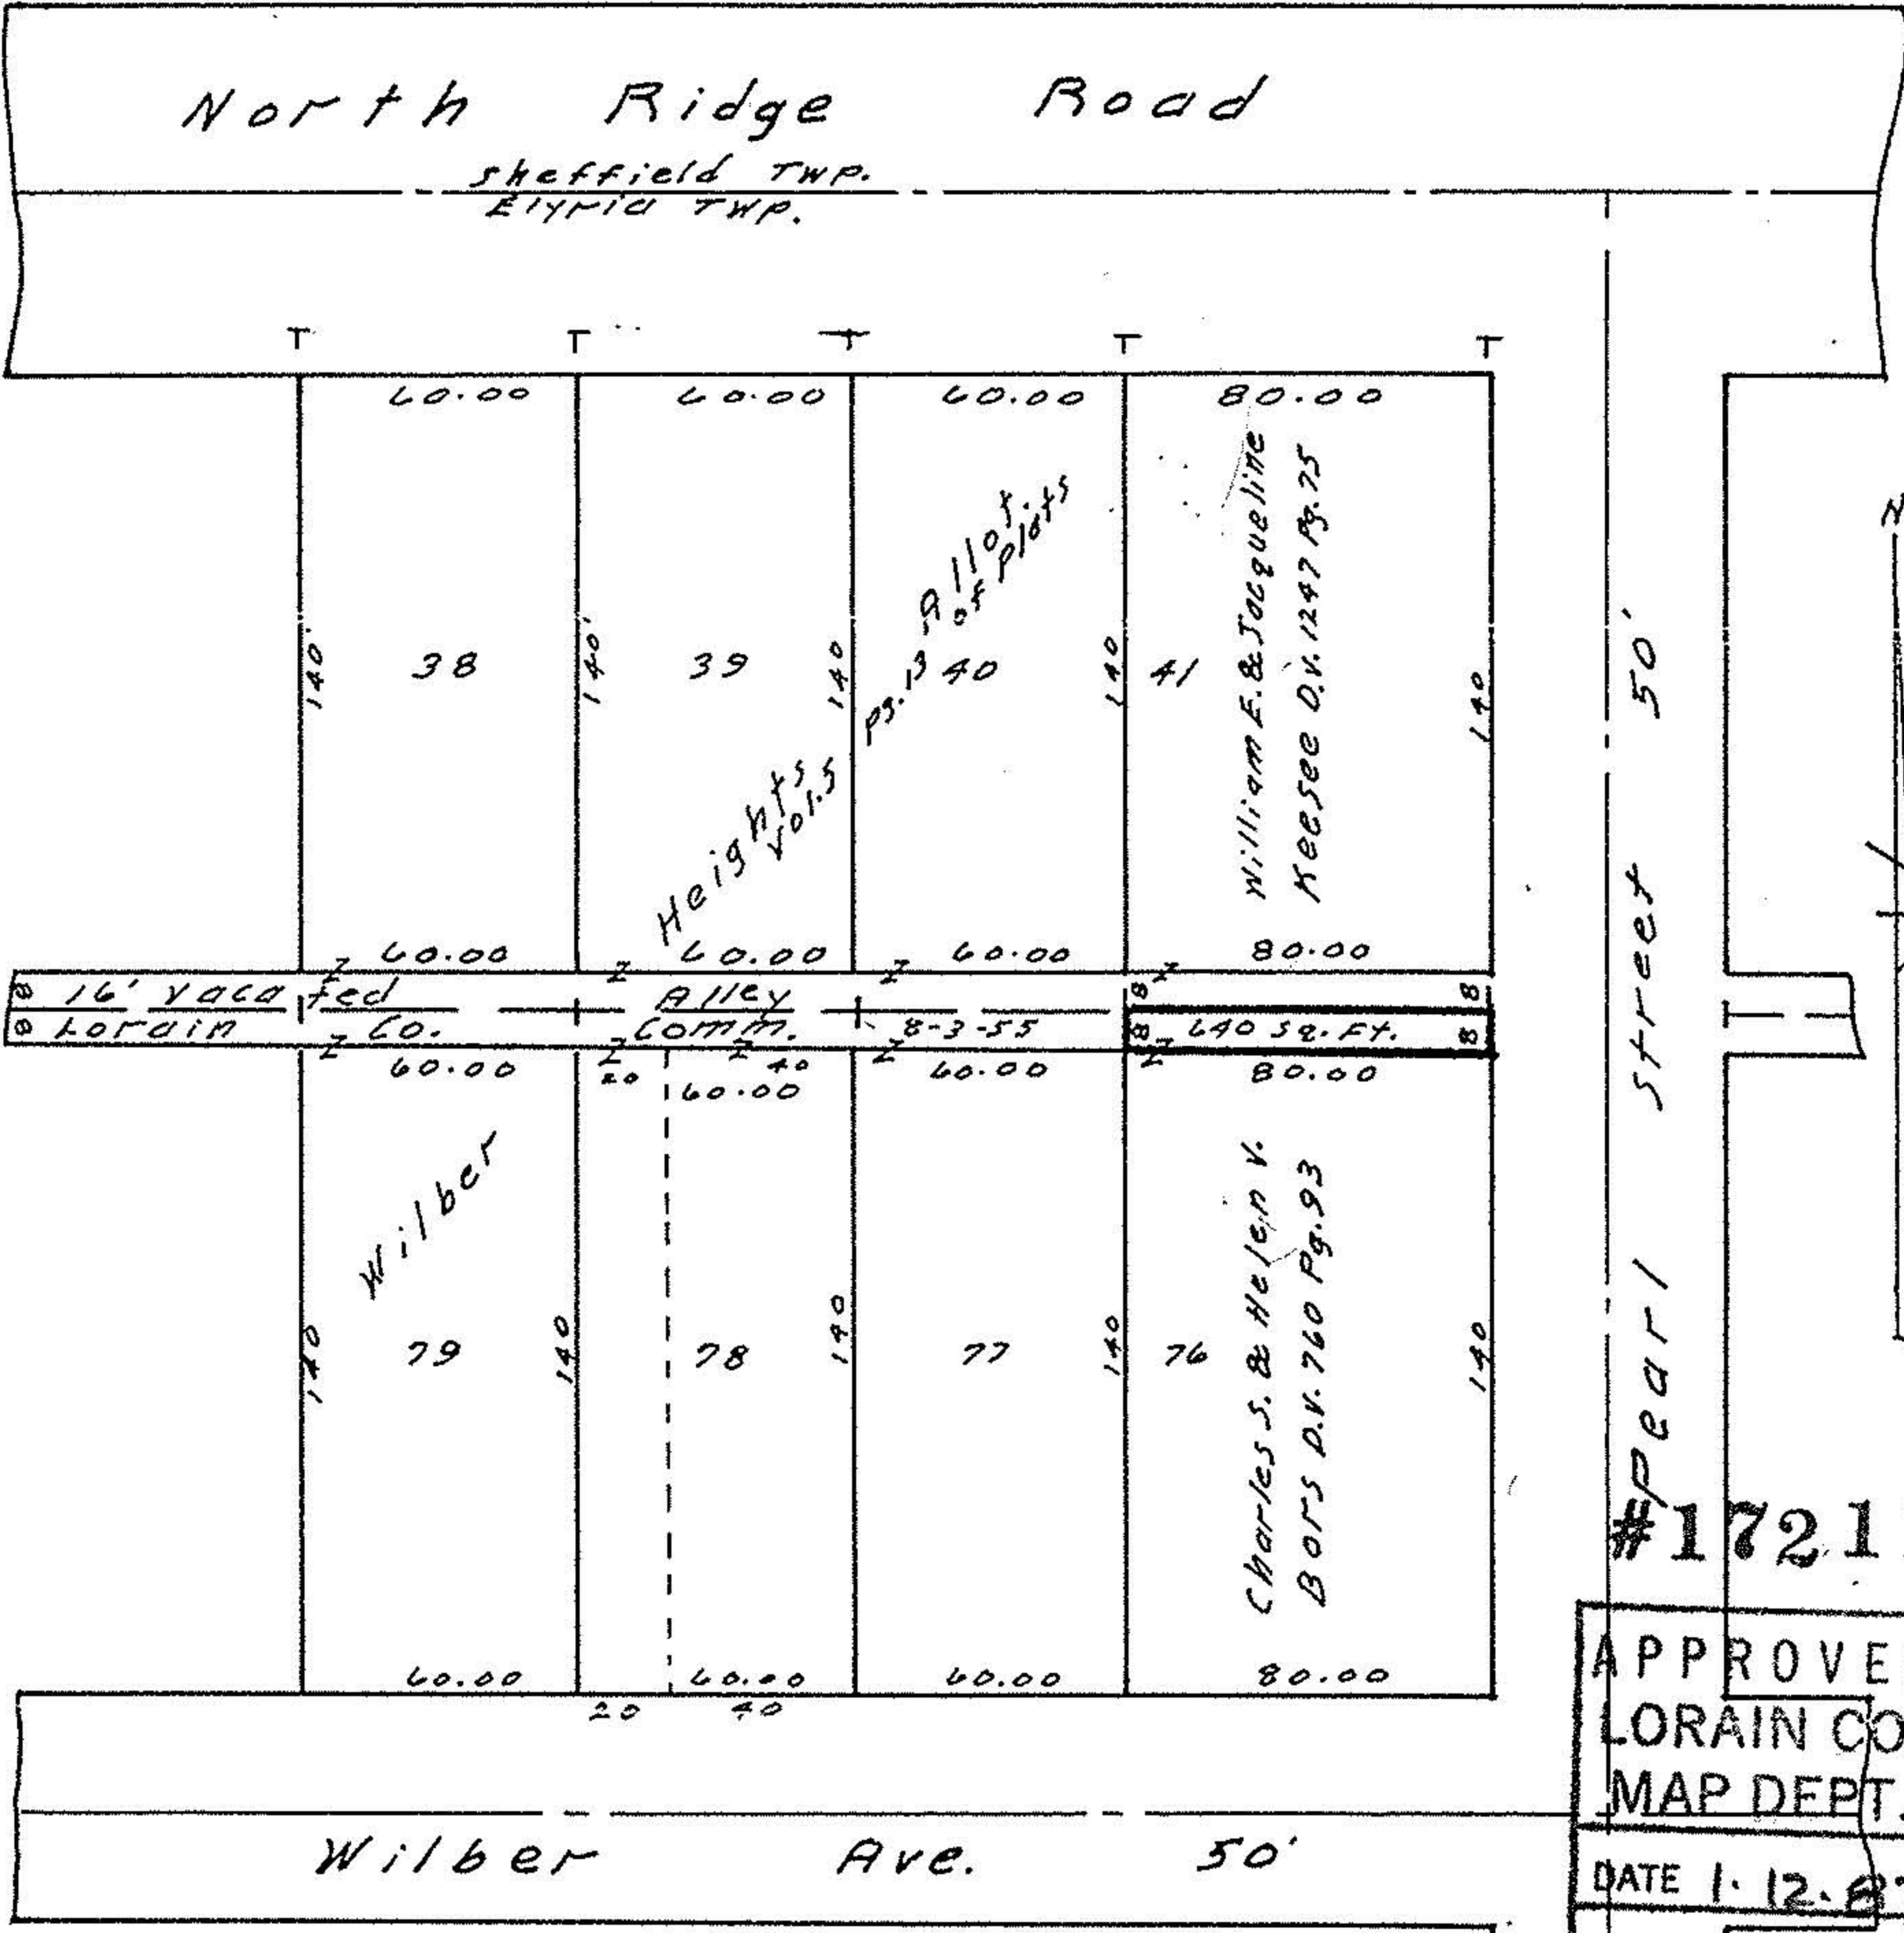 North Ridge Road
Sheffield TWP.
Elyria TWP.
T T T T T
60.00 60.00 60.00 80.00
Wilber Heights Allot.
Vol.5 Pg.13 of plats
140' 38 140' 39 140 40 140 41 140
William E. & Jacqueline
Keesee D.V. 1247 Pg. 75
60.00 60.00 60.00 80.00
Z Z Z Z
8 16' vacated Alley 8 8
8 Lorain Co. Comm. 8-3-55 8 640 sq. Ft. 8
Z Z Z Z Z
60.00 20 40 60.00 80.00
60.00
140 79 140 78 140 77 140 76 140
Charles S. & Helen V.
Bors D.V. 760 Pg. 93
60.00 60.00 60.00 80.00
20 40
Pearl Street 50'
N
Wilber Ave. 50'
#1721
APPROVE
LORAIN CO
MAP DEPT.
DATE 1.12.8